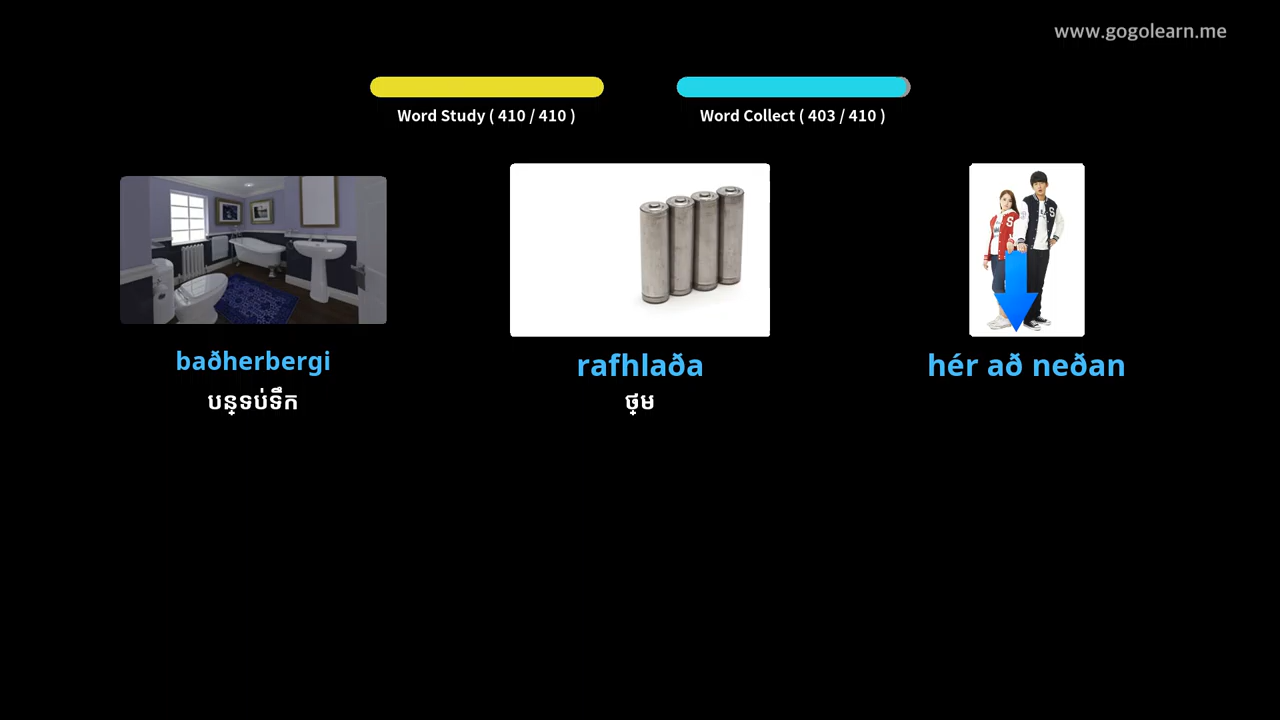 www.gogolearn.me
Word Study ( 410 / 410 )
Word Collect ( 403 / 410 )
baðherbergi
rafhlaða
hér að neðan
បន្ទប់ទឹក
ថ្ម